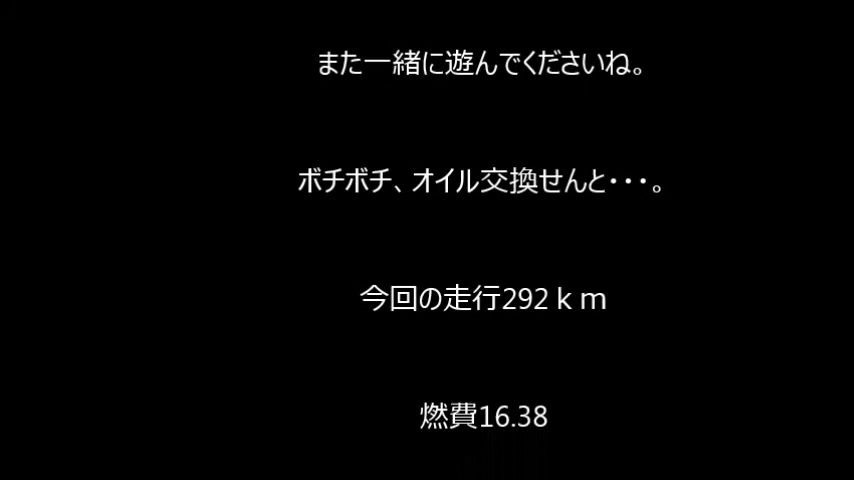 また一緒に遊んでくださいね。
ボチボチ、オイル交換せんと・・・。
今回の走行292ｋｍ
燃費16.38